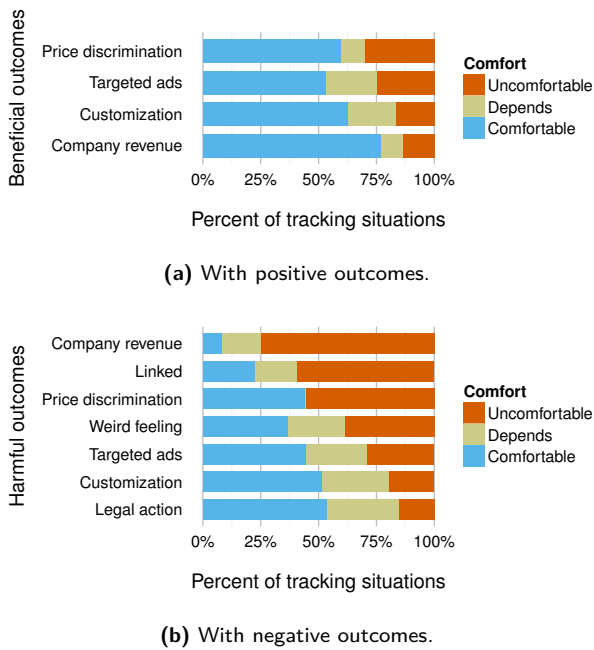 Beneficial outcomes
Price discrimination
Targeted ads
Customization
Company revenue
0% 25% 50% 75% 100%
Percent of tracking situations
Comfort
Uncomfortable
Depends
Comfortable
(a) With positive outcomes.
Harmful outcomes
Company revenue
Linked
Price discrimination
Weird feeling
Targeted ads
Customization
Legal action
0% 25% 50% 75% 100%
Percent of tracking situations
Comfort
Uncomfortable
Depends
Comfortable
(b) With negative outcomes.